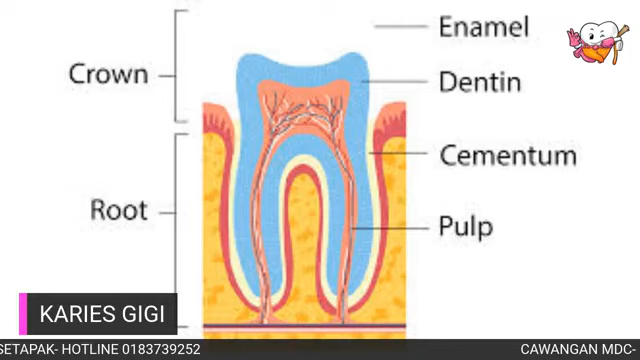 Enamel
Crown
Dentin
Cementum
Root
Pulp
KARIES GIGI
SETAPAK- HOTLINE 0183739252
CAWANGAN MDC-